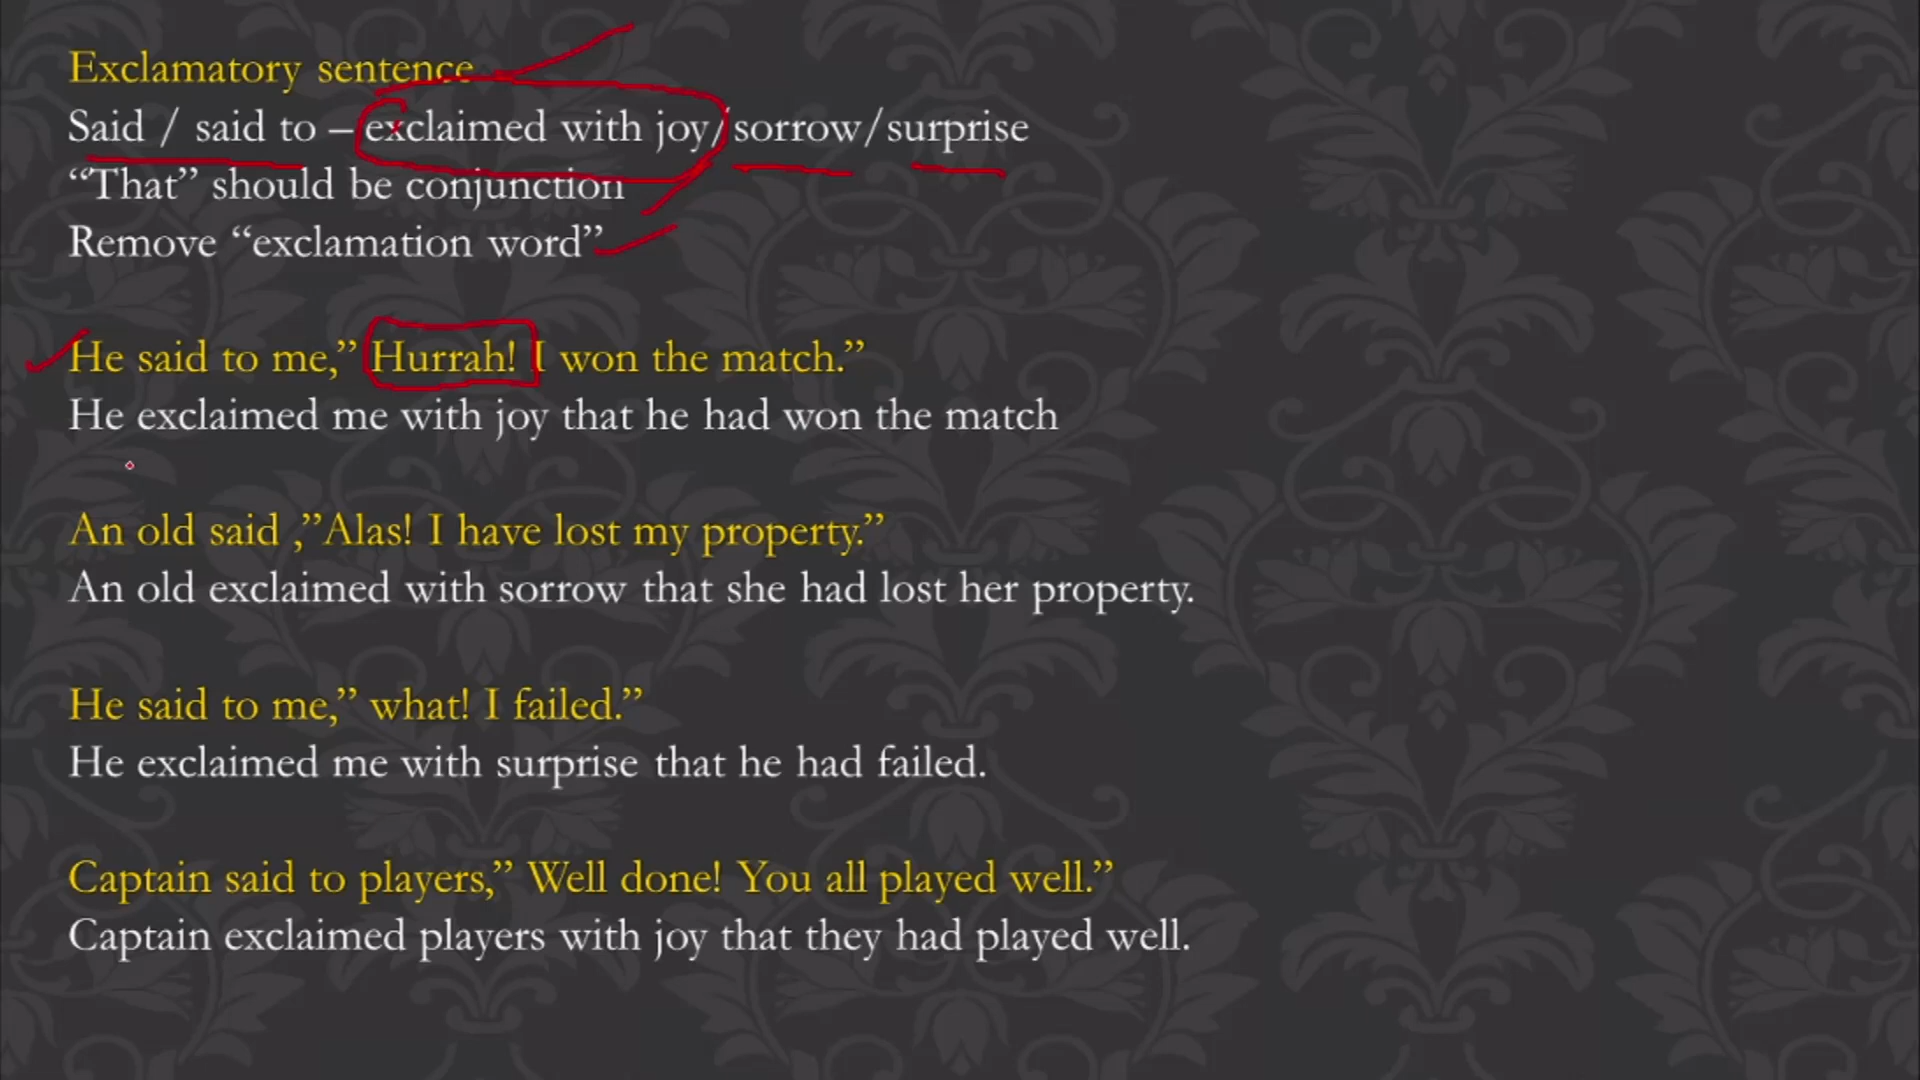 Exclamatory sentence
Said / said to – exclaimed with joy/sorrow/surprise
“That” should be conjunction
Remove “exclamation word”
He said to me,” Hurrah! I won the match.”
He exclaimed me with joy that he had won the match
An old said ,”Alas! I have lost my property.”
An old exclaimed with sorrow that she had lost her property.
He said to me,” what! I failed.”
He exclaimed me with surprise that he had failed.
Captain said to players,” Well done! You all played well.”
Captain exclaimed players with joy that they had played well.